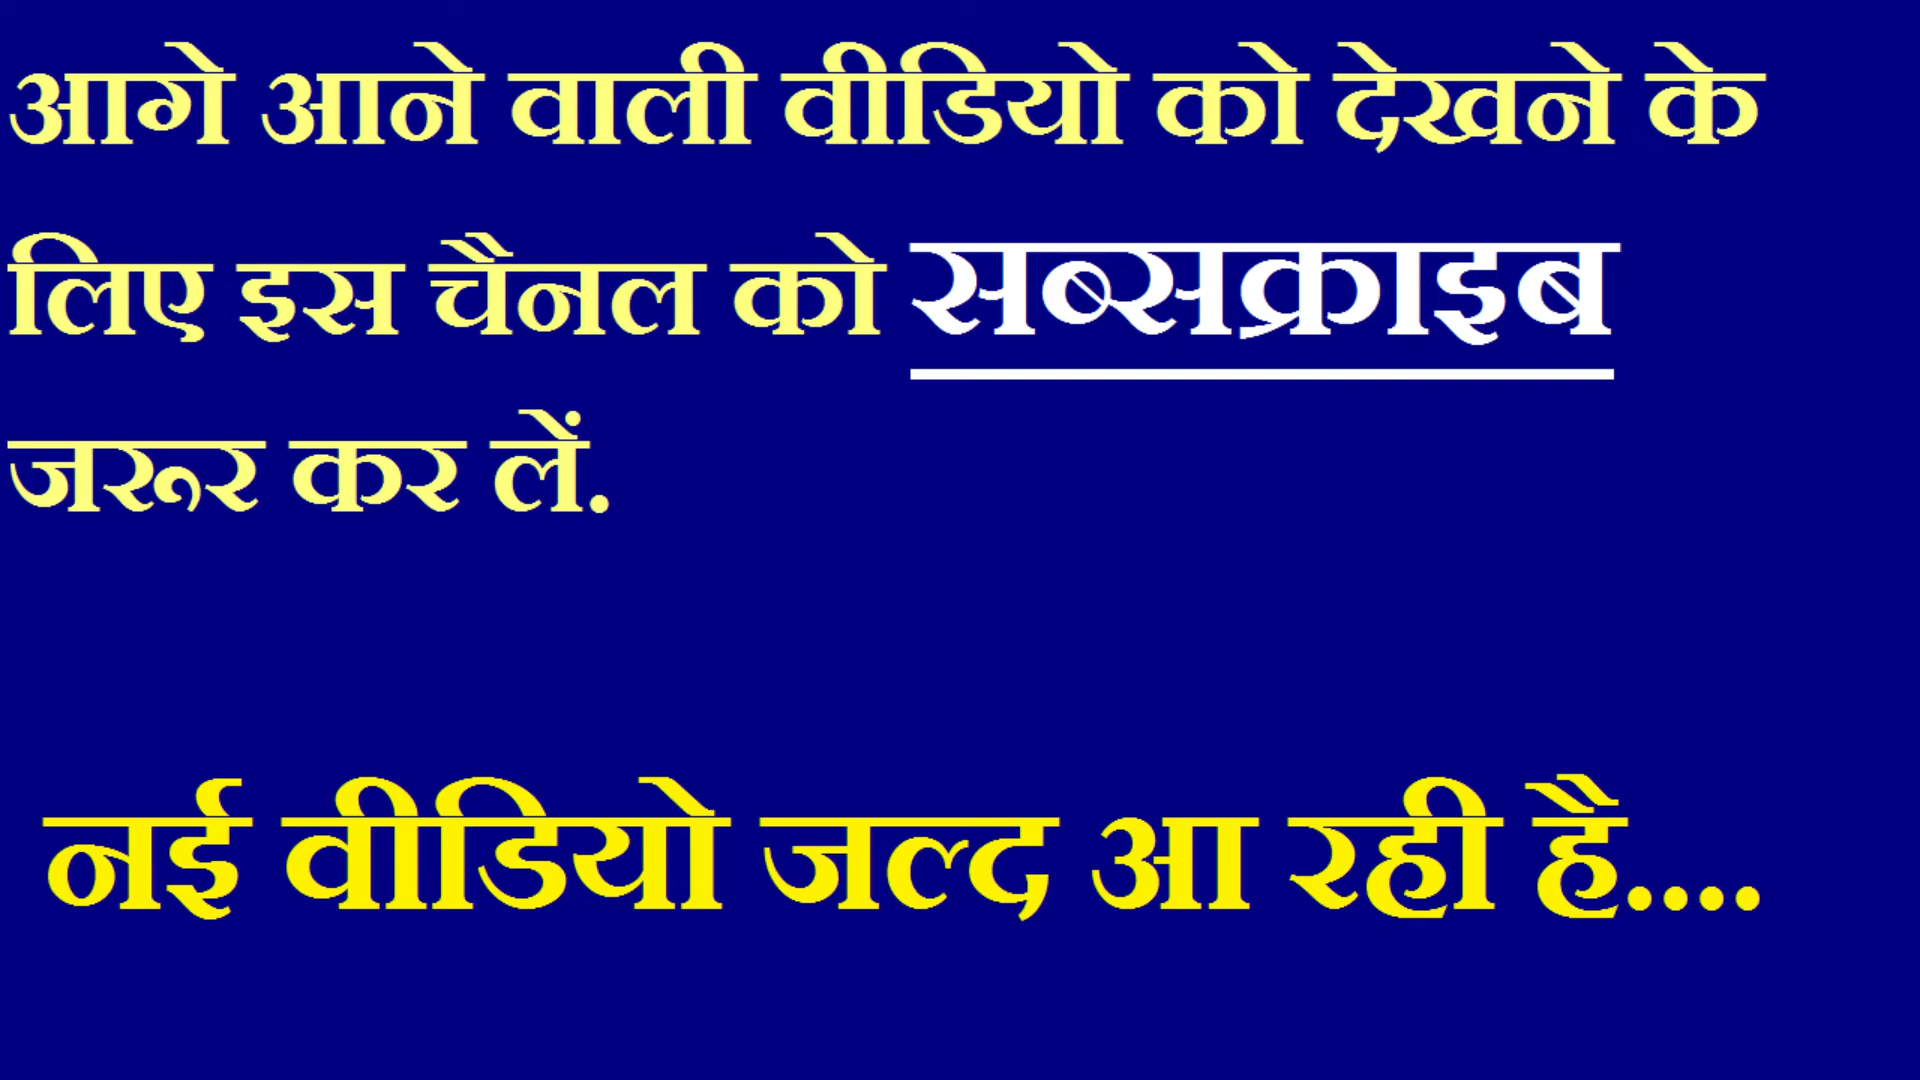 आगे आने वाली वीडियो को देखने के
लिए इस चैनल को सब्सक्राइब
जरूर कर लें.
नई वीडियो जल्द आ रही है....